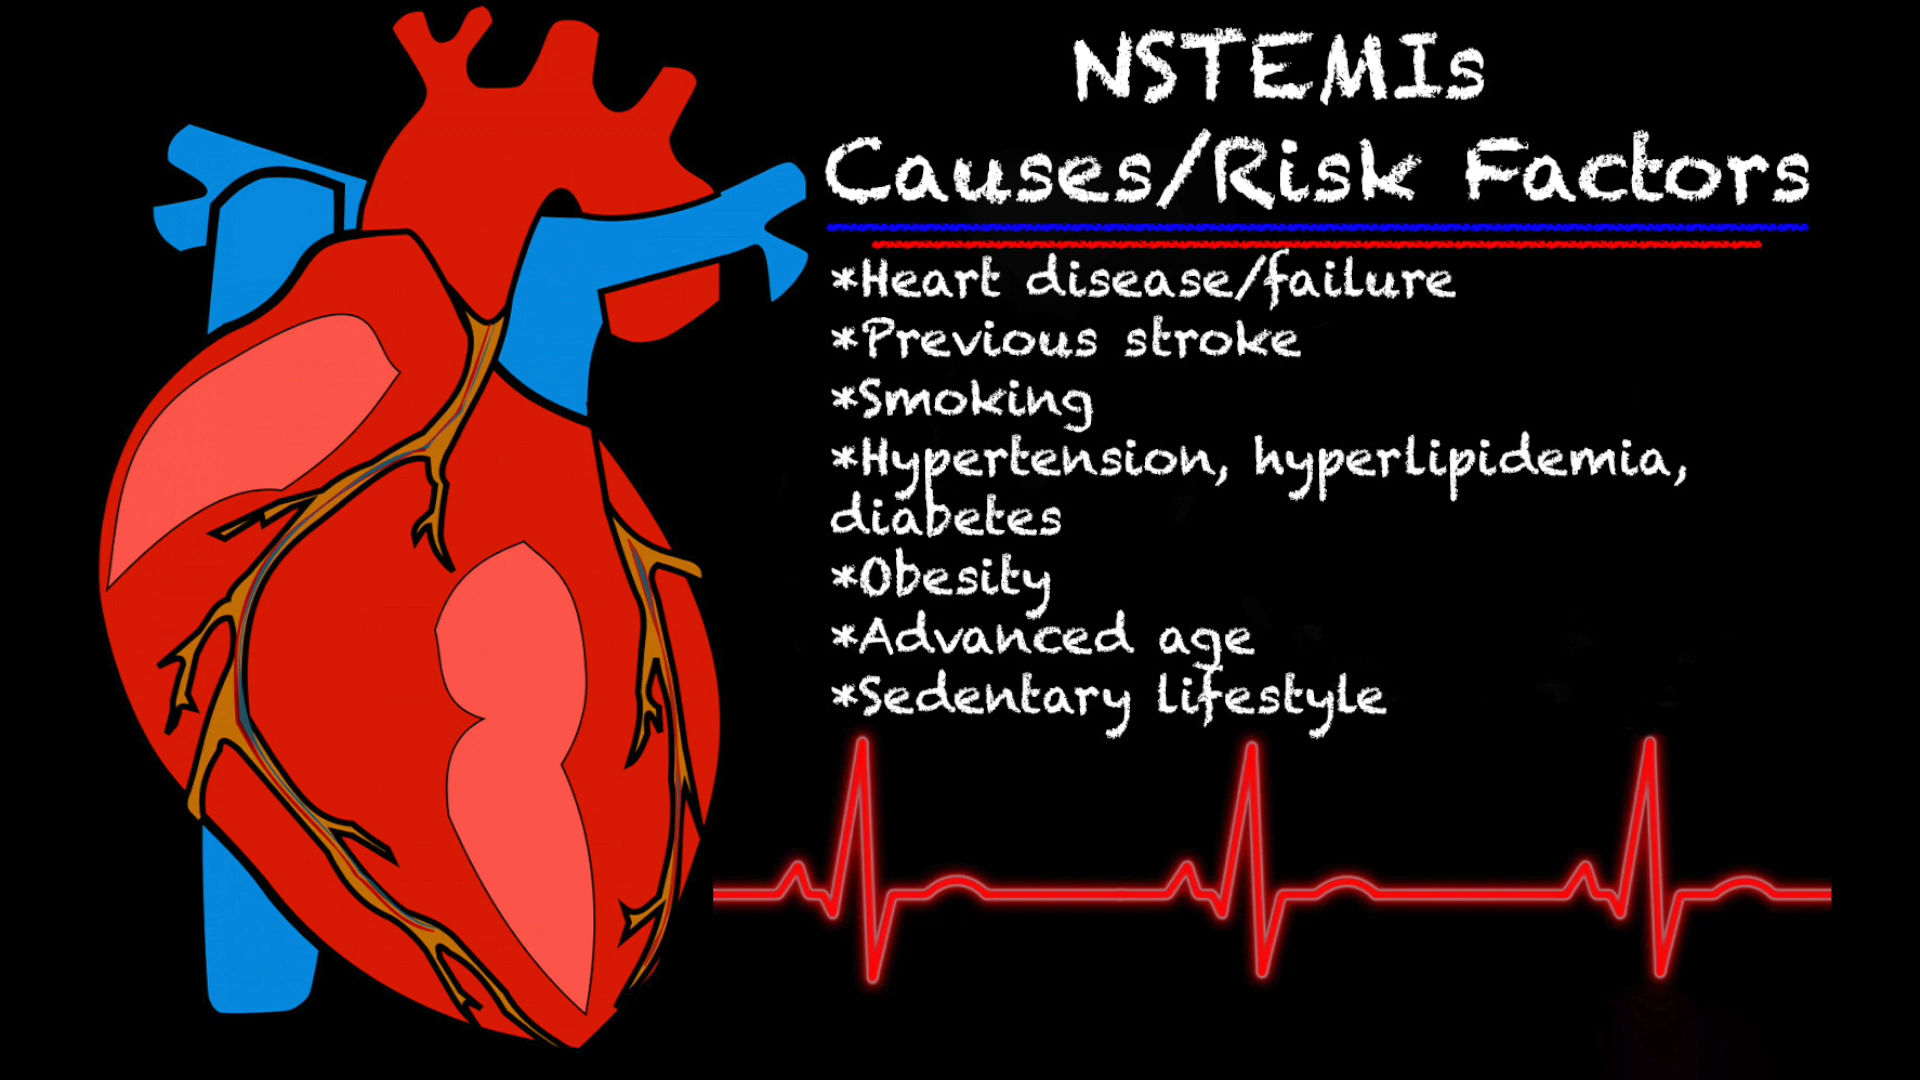 NSTEMIs
Causes/Risk Factors
*Heart disease/failure
*Previous stroke
*Smoking
*Hypertension, hyperlipidemia,
diabetes
*Obesity
*Advanced age
*Sedentary lifestyle